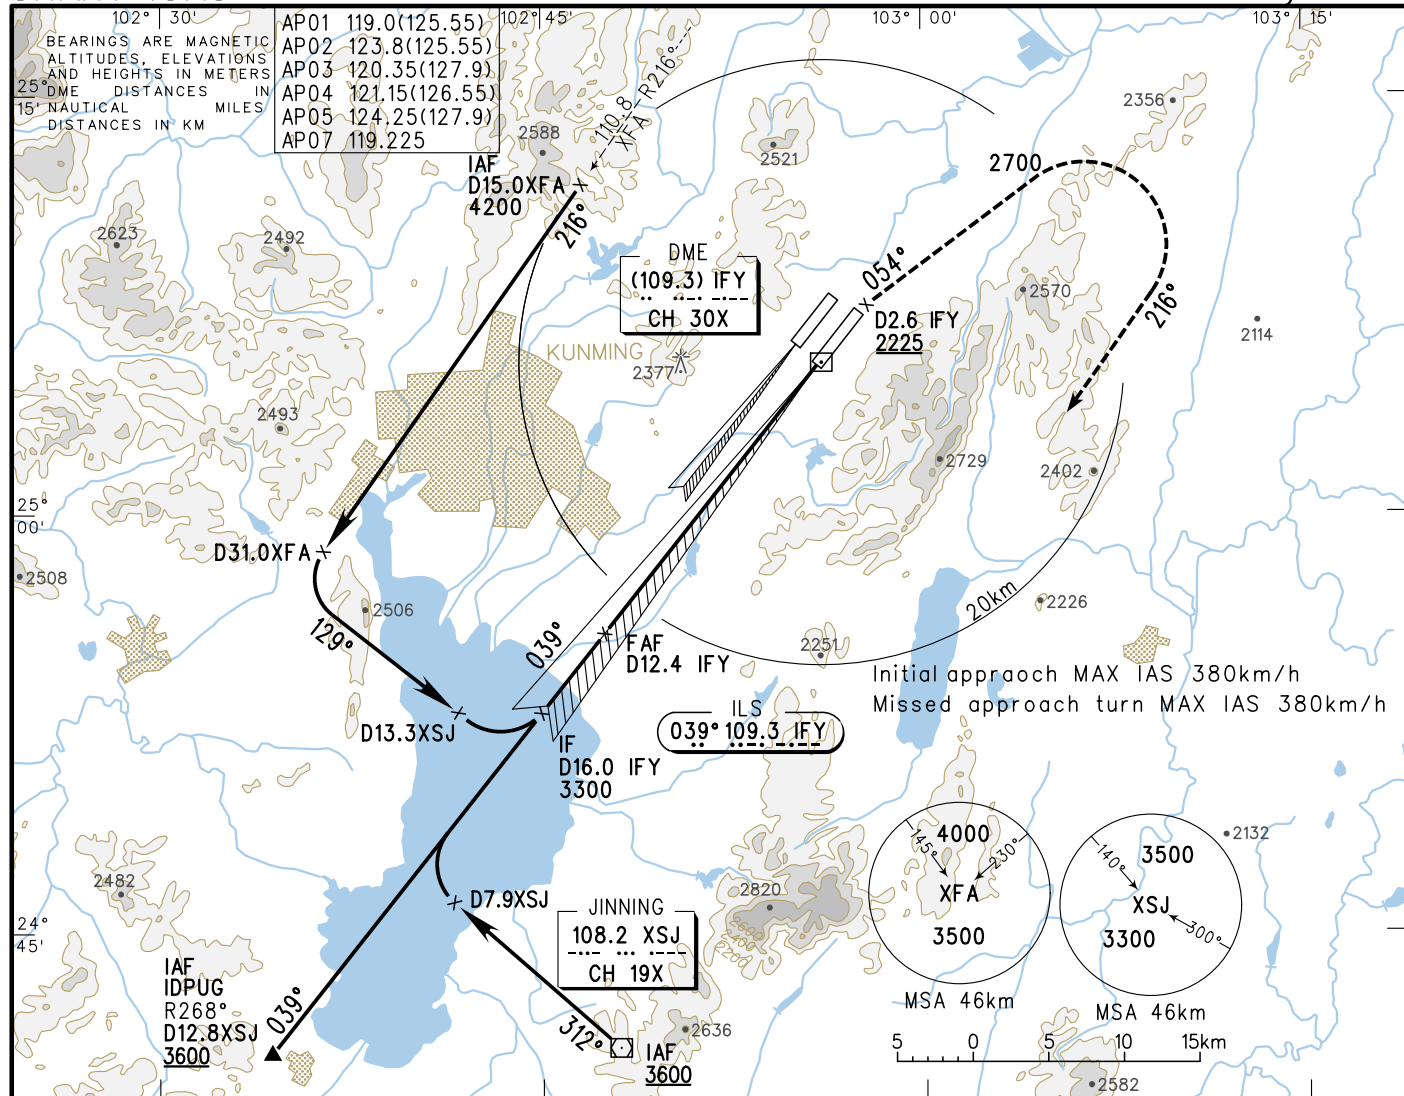 102° 30'
102° 45'
103° 00'
103° 15'
BEARINGS ARE MAGNETIC
ALTITUDES, ELEVATIONS
AND HEIGHTS IN METERS
DME DISTANCES IN
NAUTICAL MILES
DISTANCES IN KM
AP01 119.0(125.55)
AP02 123.8(125.55)
AP03 120.35(127.9)
AP04 121.15(126.55)
AP05 124.25(127.9)
AP07 119.225
25°
15'
110.8 R216°
XFA
2588
2521
2356
IAF
D15.0XFA
4200
216°
2700
2623
2492
DME
(109.3) IFY
CH 30X
054°
D2.6 IFY
2225
2570
216°
2114
KUNMING
2377
2493
2729
2402
25°
00'
D31.0XFA
2508
2506
129°
039°
FAF
D12.4 IFY
20km
2226
2251
Initial appraoch MAX IAS 380km/h
Missed approach turn MAX IAS 380km/h
D13.3XSJ
ILS
039° 109.3 IFY
IF
D16.0 IFY
3300
2132
4000
145°
230°
XFA
3500
MSA 46km
3500
140°
XSJ
300°
3300
MSA 46km
2482
D7.9XSJ
2820
2600
2400
2200
24°
45'
JINNING
108.2 XSJ
CH 19X
IAF
IDPUG
R268°
D12.8XSJ
3600
039°
312°
2636
IAF
3600
5 0 5 10 15km
2582